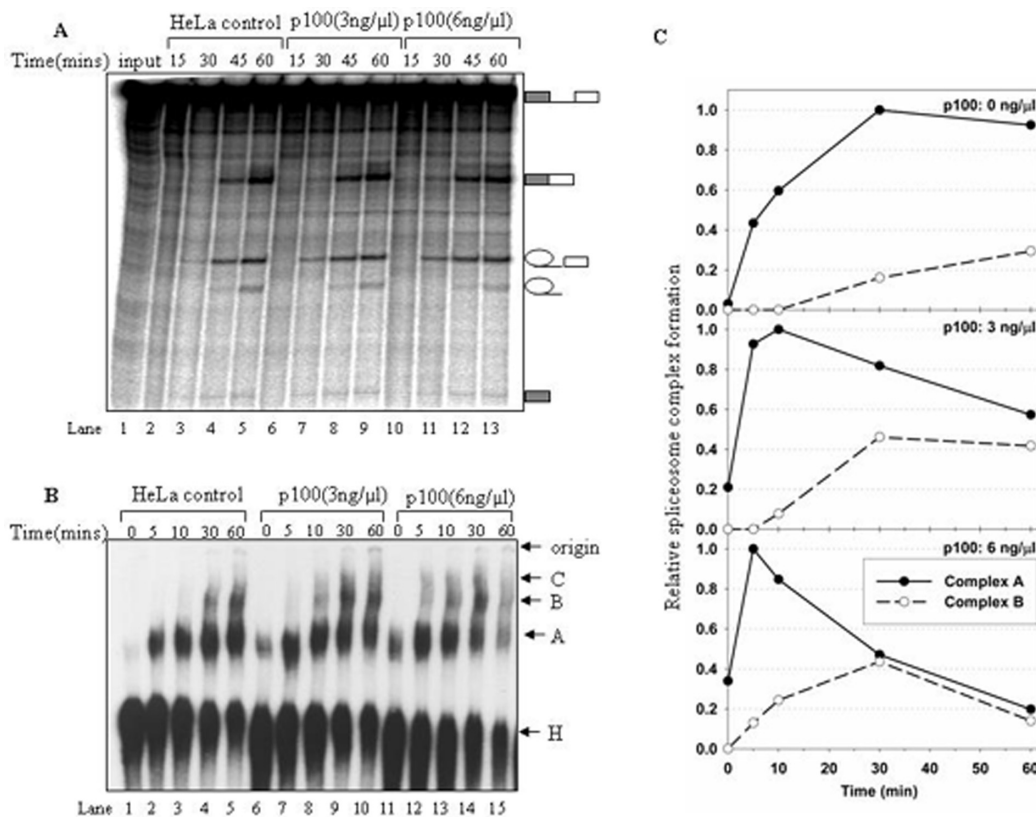 A
HeLa control p100(3ng/µl) p100(6ng/µl)
Time(mins) input 15 30 45 60 15 30 45 60 15 30 45 60
Lane 1 2 3 4 5 6 7 8 9 10 11 12 13
B
HeLa control p100(3ng/µl) p100(6ng/µl)
Time(mins) 0 5 10 30 60 0 5 10 30 60 0 5 10 30 60
origin
C
B
A
H
Lane 1 2 3 4 5 6 7 8 9 10 11 12 13 14 15
C
Relative spliceosome complex formation
p100: 0 ng/µl
1.0
0.8
0.6
0.4
0.2
0.0
p100: 3 ng/µl
1.0
0.8
0.6
0.4
0.2
0.0
p100: 6 ng/µl
1.0
0.8
0.6
0.4
0.2
0.0
Complex A
Complex B
0 10 20 30 40 50 60
Time (min)